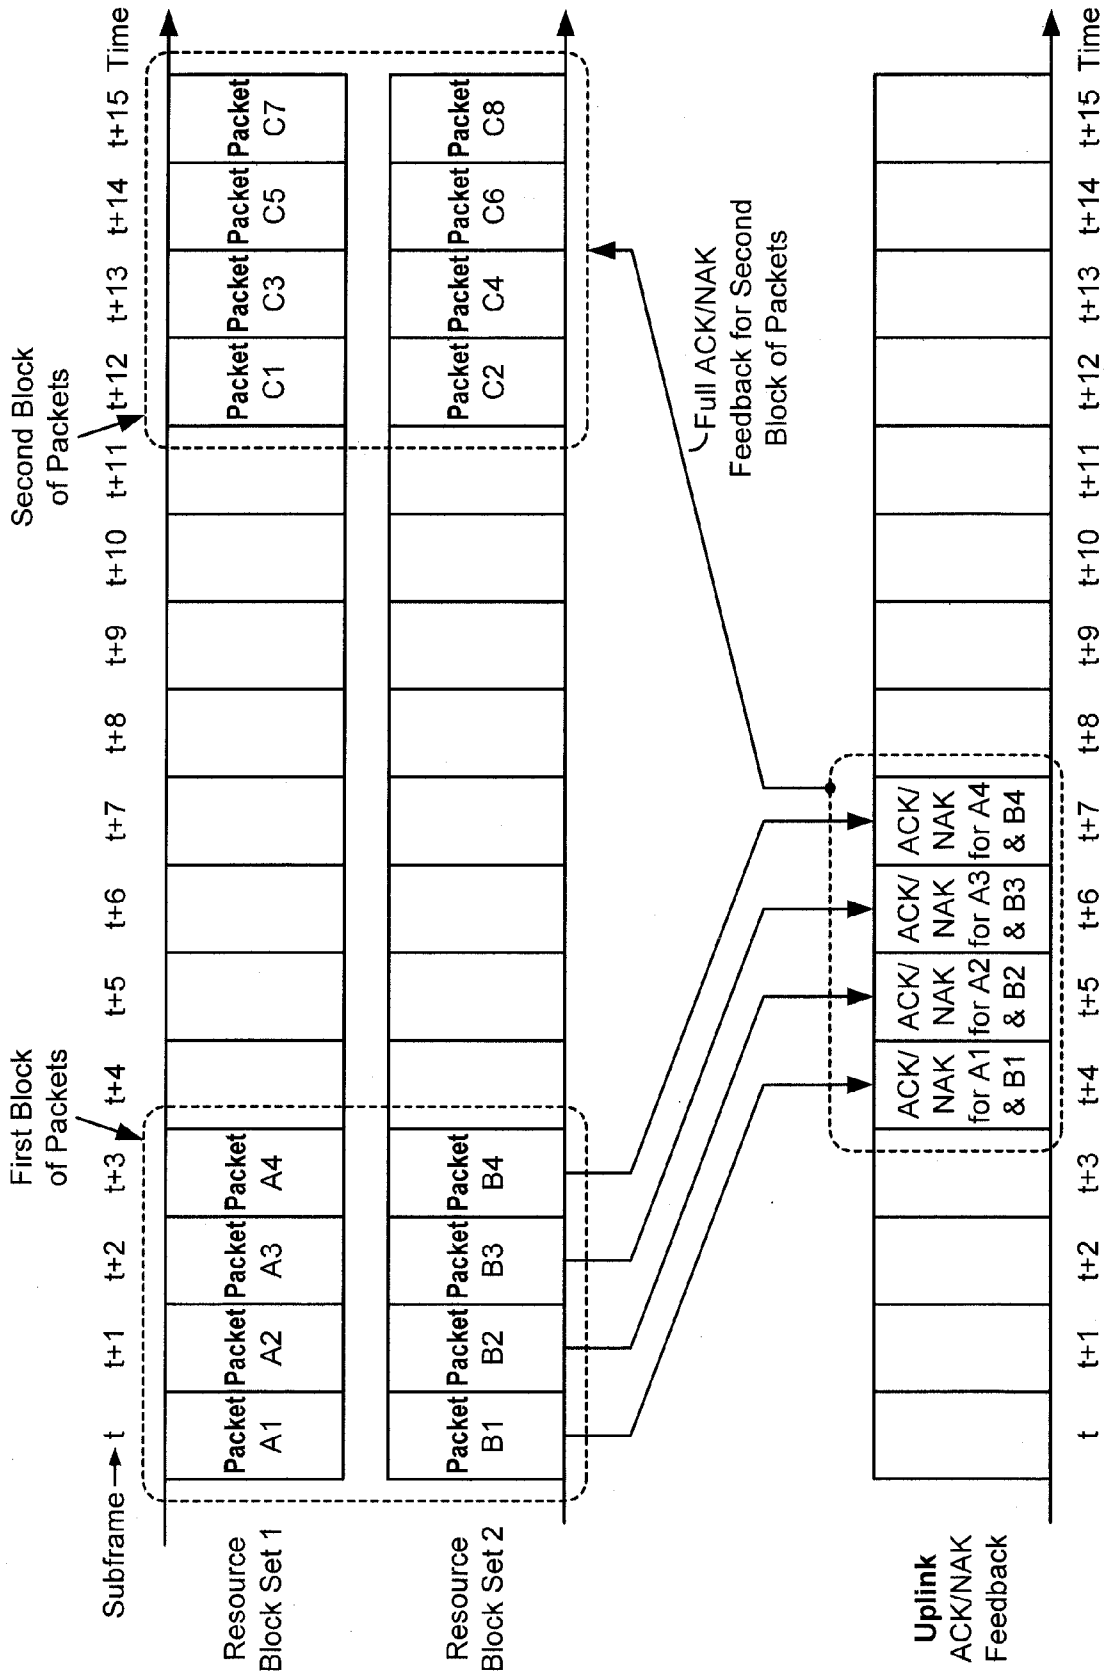 Second Block
of Packets
First Block
of Packets
Subframe
t
t+1
t+2
t+3
t+4
t+5
t+6
t+7
t+8
t+9
t+10
t+11
t+12
t+13
t+14
t+15
Time
Resource
Block Set 1
Packet
A1
Packet
A2
Packet
A3
Packet
A4
Packet
C1
Packet
C3
Packet
C5
Packet
C7
Resource
Block Set 2
Packet
B1
Packet
B2
Packet
B3
Packet
B4
Packet
C2
Packet
C4
Packet
C6
Packet
C8
Full ACK/NAK
Feedback for Second
Block of Packets
Uplink
ACK/NAK
Feedback
ACK/
NAK
for A1
& B1
ACK/
NAK
for A2
& B2
ACK/
NAK
for A3
& B3
ACK/
NAK
for A4
& B4
t
t+1
t+2
t+3
t+4
t+5
t+6
t+7
t+8
t+9
t+10
t+11
t+12
t+13
t+14
t+15
Time